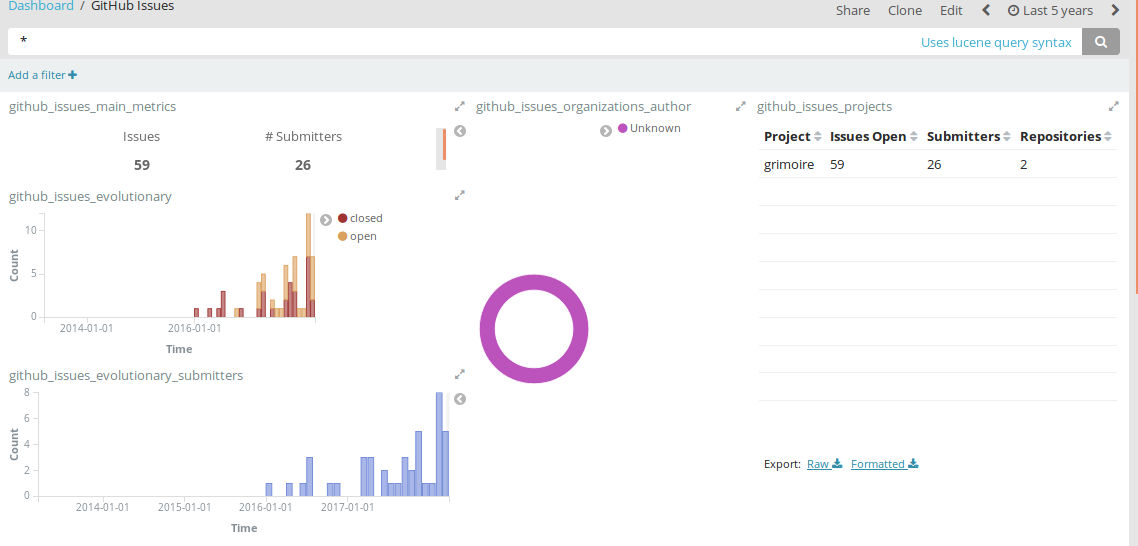 Dashboard / GitHub Issues
Share Clone Edit Last 5 years
*
Uses lucene query syntax
Add a filter
github_issues_main_metrics
Issues # Submitters
59 26
github_issues_evolutionary
closed
open
10
5
0
Count
2014-01-01 2016-01-01
Time
github_issues_evolutionary_submitters
8
6
4
2
0
Count
2014-01-01 2015-01-01 2016-01-01 2017-01-01
Time
github_issues_organizations_author
Unknown
github_issues_projects
Project Issues Open Submitters Repositories
grimoire 59 26 2
Export: Raw Formatted